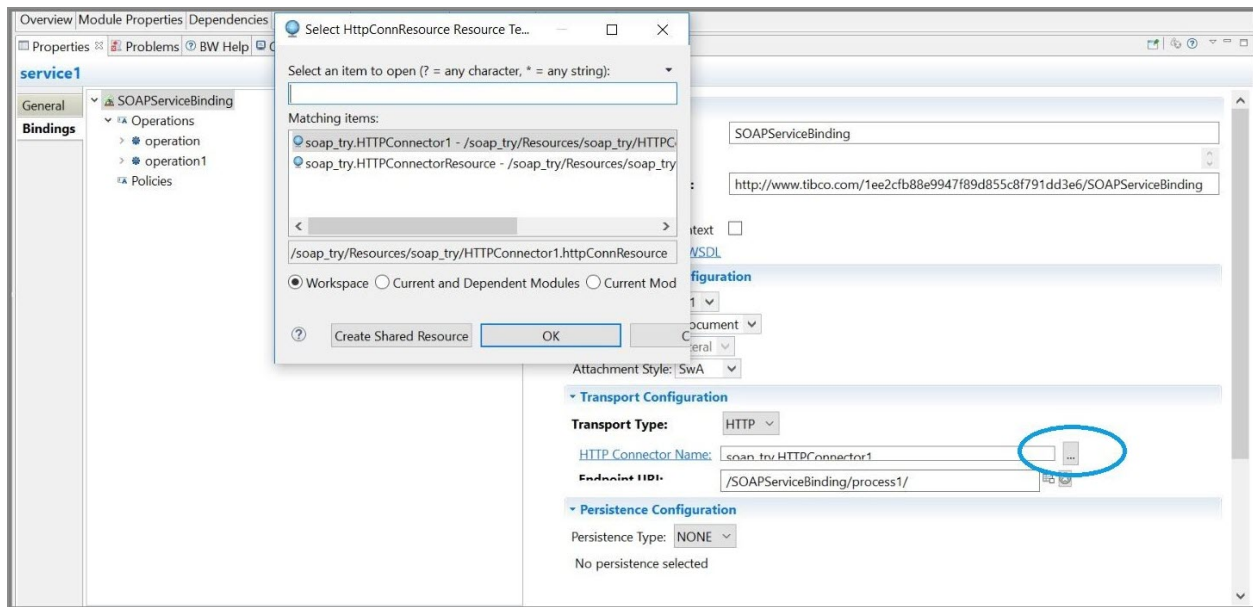 Overview Module Properties Dependencies
Properties Problems BW Help
service1
General
Bindings
SOAPServiceBinding
Operations
operation
operation1
Policies
Select HttpConnResource Resource Te...
Select an item to open (? = any character, * = any string):
Matching items:
soap_try.HTTPConnector1 - /soap_try/Resources/soap_try/HTTPC
soap_try.HTTPConnectorResource - /soap_try/Resources/soap_try
/soap_try/Resources/soap_try/HTTPConnector1.httpConnResource
Workspace Current and Dependent Modules Current Mod
Create Shared Resource OK C
SOAPServiceBinding
: http://www.tibco.com/1ee2cfb88e9947f89d855c8f791dd3e6/SOAPServiceBinding
ntext
WSDL
figuration
1
ocument
teral
Attachment Style: SwA
Transport Configuration
Transport Type: HTTP
HTTP Connector Name: soap_try.HTTPConnector1 ...
Endpoint URI: /SOAPServiceBinding/process1/
Persistence Configuration
Persistence Type: NONE
No persistence selected